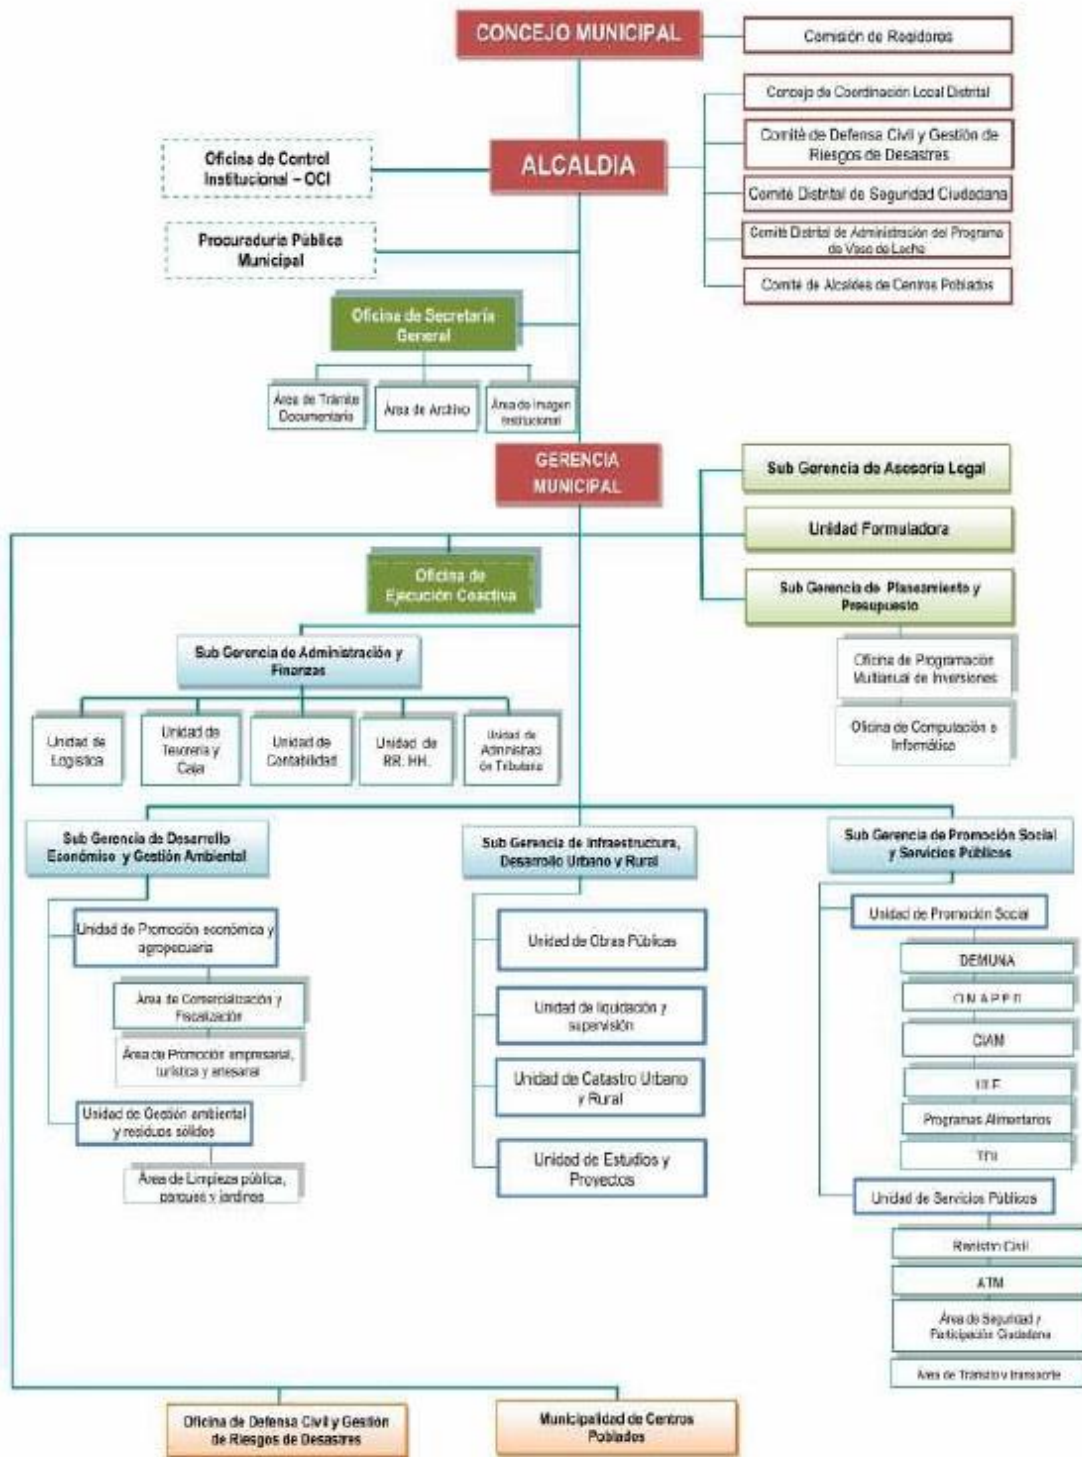 CONCEJO MUNICIPAL
Comisión de Regidores
Concejo de Coordinación Local Distrital
Comité de Defensa Civil y Gestión de
Riesgos de Desastres
Oficina de Control
Institucional – OCI
ALCALDIA
Comité Distrital de Seguridad Ciudadana
Procuraduría Pública
Municipal
Comité Distrital de Administración del Programa
de Vaso de Leche
Comité de Alcaldes de Centros Poblados
Oficina de Secretaría
General
Área de Trámite
Documentario
Área de Archivo
Área de Imagen
Institucional
GERENCIA
MUNICIPAL
Sub Gerencia de Asesoría Legal
Unidad Formuladora
Oficina de
Ejecución Coactiva
Sub Gerencia de Planeamiento y
Presupuesto
Sub Gerencia de Administración y
Finanzas
Oficina de Programación
Multianual de Inversiones
Unidad de
Logística
Unidad de
Tesorería y
Caja
Unidad de
Contabilidad
Unidad de
RR. HH.
Unidad de
Administraci
ón Tributaria
Oficina de Computación e
Informática
Sub Gerencia de Desarrollo
Económico y Gestión Ambiental
Sub Gerencia de Infraestructura,
Desarrollo Urbano y Rural
Sub Gerencia de Promoción Social
y Servicios Públicos
Unidad de Promoción económica y
agropecuaria
Área de Comercialización y
Fiscalización
Área de Promoción empresarial,
turística y artesanal
Unidad de Gestión ambiental
y residuos sólidos
Área de Limpieza pública,
parques y jardines
Unidad de Obras Públicas
Unidad de liquidación y
supervisión
Unidad de Catastro Urbano
y Rural
Unidad de Estudios y
Proyectos
Unidad de Promoción Social
DEMUNA
CIAM
Programas Alimentarios
Unidad de Servicios Públicos
Registro Civil
ATM
Área de Seguridad y
Participación Ciudadana
Área de Tránsito y transporte
Oficina de Defensa Civil y Gestión
de Riesgos de Desastres
Municipalidad de Centros
Poblados